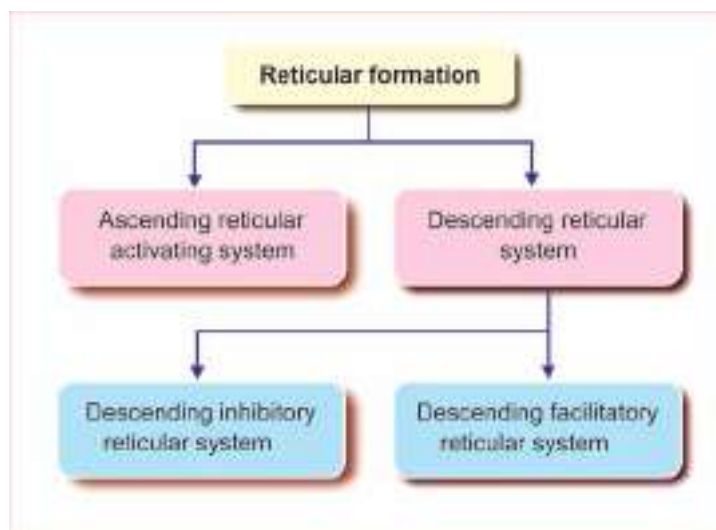 Reticular formation
Ascending reticular
activating system
Descending reticular
system
Descending inhibitory
reticular system
Descending facilitatory
reticular system